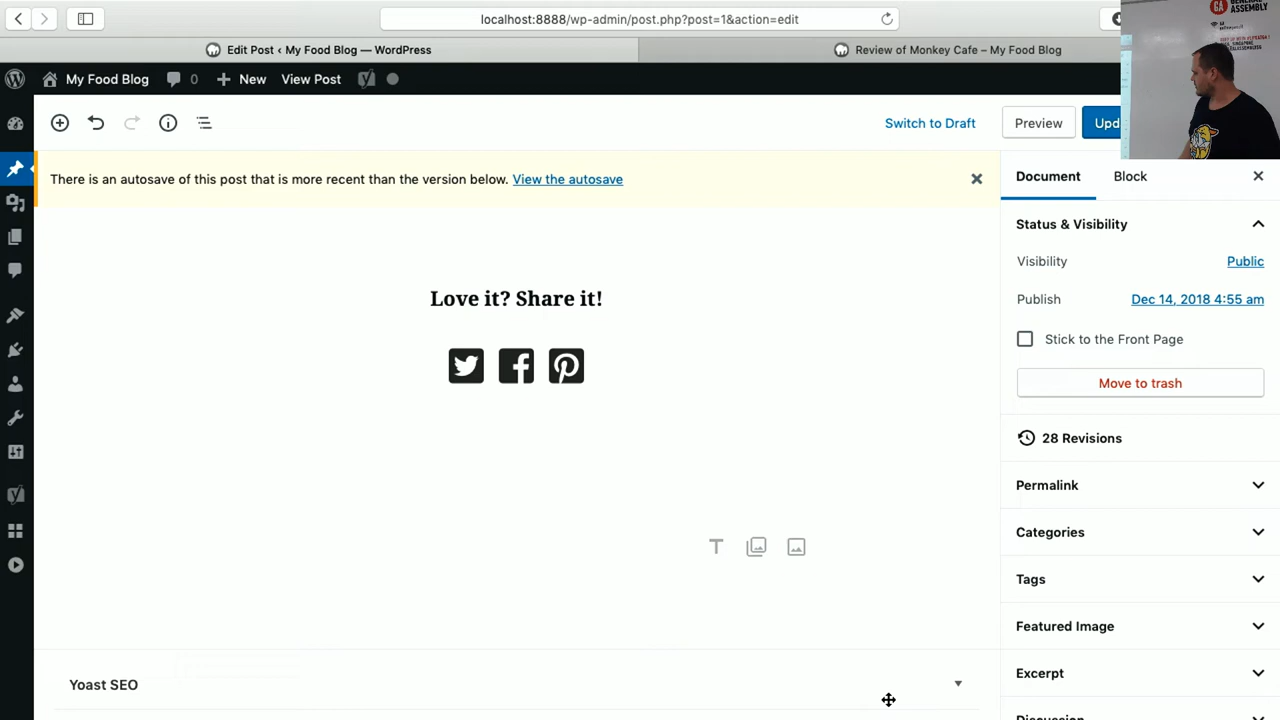 localhost:8888/wp-admin/post.php?post=1&action=edit
Edit Post ‹ My Food Blog — WordPress
Review of Monkey Cafe – My Food Blog
My Food Blog 0 New View Post
Switch to Draft Preview Upd
There is an autosave of this post that is more recent than the version below. View the autosave
Document Block
Status & Visibility
Visibility Public
Publish Dec 14, 2018 4:55 am
Stick to the Front Page
Move to trash
28 Revisions
Permalink
Categories
Tags
Featured Image
Excerpt
Discussion
Love it? Share it!
Yoast SEO
GA
ASSEMBLY